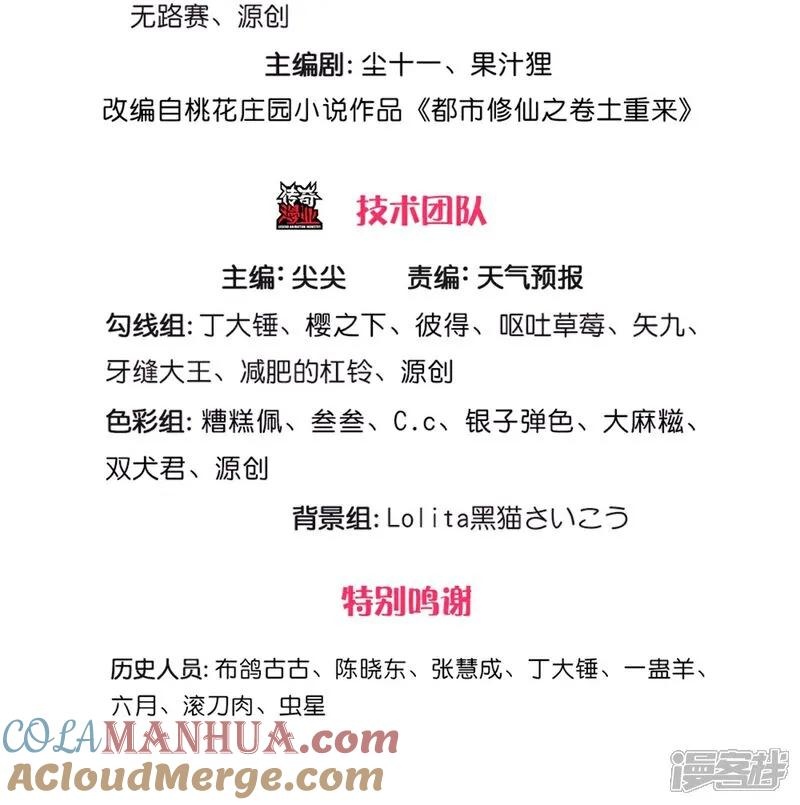 无路赛、源创
主编剧:尘十一、果汁狸
改编自桃花庄园小说作品《都市修仙之卷土重来》
传奇漫业
LEGEND ANIMATION INDUSTRY
技术团队
主编:尖尖 责编:天气预报
勾线组:丁大锤、樱之下、彼得、呕吐草莓、矢九、
牙缝大王、减肥的杠铃、源创
色彩组:糟糕佩、叁叁、C.c、银子弹色、大麻糍、
双犬君、源创
背景组:Lolita黑猫さいこう
特别鸣谢
历史人员:布鸽古古、陈晓东、张慧成、丁大锤、一蛊羊、
六月、滚刀肉、虫星
COLAMANHUA.com
ACloudMerge.com
漫客栈